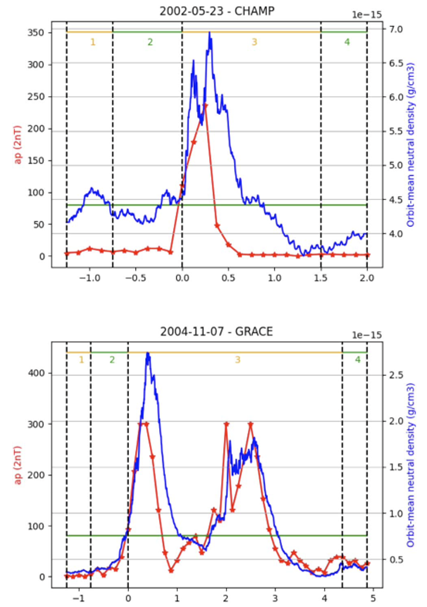 2002-05-23 - CHAMP
1e−15
350
300
250
200
150
100
50
0
ap (2nT)
1 2 3 4
7.0
6.5
6.0
5.5
5.0
4.5
4.0
Orbit-mean neutral density (g/cm3)
−1.0 −0.5 0.0 0.5 1.0 1.5 2.0
2004-11-07 - GRACE
1e−15
400
300
200
100
0
ap (2nT)
1 2 3 4
2.5
2.0
1.5
1.0
0.5
Orbit-mean neutral density (g/cm3)
−1 0 1 2 3 4 5